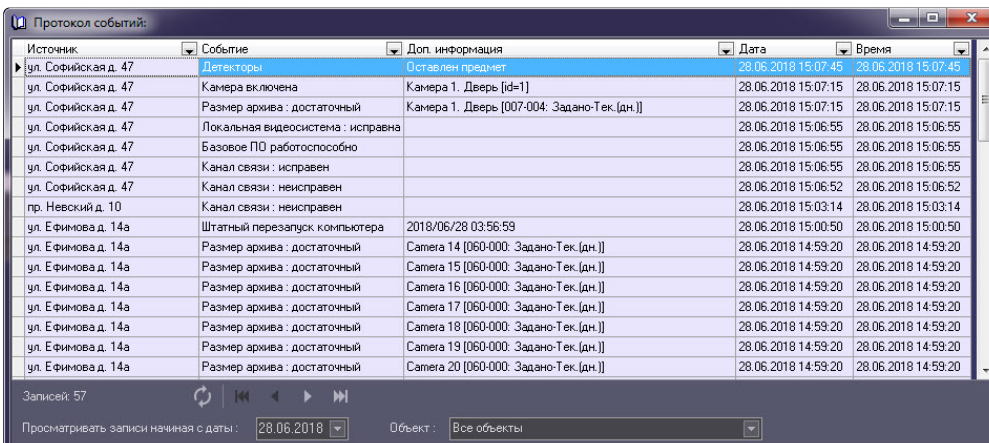 Протокол событий:
Источник Событие Доп. информация Дата Время
ул. Софийская д. 47 Детекторы Оставлен предмет 28.06.2018 15:07:45 28.06.2018 15:07:45
ул. Софийская д. 47 Камера включена Камера 1. Дверь [id=1] 28.06.2018 15:07:15 28.06.2018 15:07:15
ул. Софийская д. 47 Размер архива : достаточный Камера 1. Дверь [007-004: Задано-Тек.(дн.)] 28.06.2018 15:07:15 28.06.2018 15:07:15
ул. Софийская д. 47 Локальная видеосистема : исправна 28.06.2018 15:06:55 28.06.2018 15:06:55
ул. Софийская д. 47 Базовое ПО работоспособно 28.06.2018 15:06:55 28.06.2018 15:06:55
ул. Софийская д. 47 Канал связи : исправен 28.06.2018 15:06:55 28.06.2018 15:06:55
ул. Софийская д. 47 Канал связи : неисправен 28.06.2018 15:06:52 28.06.2018 15:06:52
пр. Невский д. 10 Канал связи : неисправен 28.06.2018 15:03:14 28.06.2018 15:03:14
ул. Ефимова д. 14а Штатный перезапуск компьютера 2018/06/28 03:56:59 28.06.2018 15:00:50 28.06.2018 15:00:50
ул. Ефимова д. 14а Размер архива : достаточный Camera 14 [060-000: Задано-Тек.(дн.)] 28.06.2018 14:59:20 28.06.2018 14:59:20
ул. Ефимова д. 14а Размер архива : достаточный Camera 15 [060-000: Задано-Тек.(дн.)] 28.06.2018 14:59:20 28.06.2018 14:59:20
ул. Ефимова д. 14а Размер архива : достаточный Camera 16 [060-000: Задано-Тек.(дн.)] 28.06.2018 14:59:20 28.06.2018 14:59:20
ул. Ефимова д. 14а Размер архива : достаточный Camera 17 [060-000: Задано-Тек.(дн.)] 28.06.2018 14:59:20 28.06.2018 14:59:20
ул. Ефимова д. 14а Размер архива : достаточный Camera 18 [060-000: Задано-Тек.(дн.)] 28.06.2018 14:59:20 28.06.2018 14:59:20
ул. Ефимова д. 14а Размер архива : достаточный Camera 19 [060-000: Задано-Тек.(дн.)] 28.06.2018 14:59:20 28.06.2018 14:59:20
ул. Ефимова д. 14а Размер архива : достаточный Camera 20 [060-000: Задано-Тек.(дн.)] 28.06.2018 14:59:20 28.06.2018 14:59:20
Записей: 57
Просматривать записи начиная с даты : 28.06.2018 Объект : Все объекты